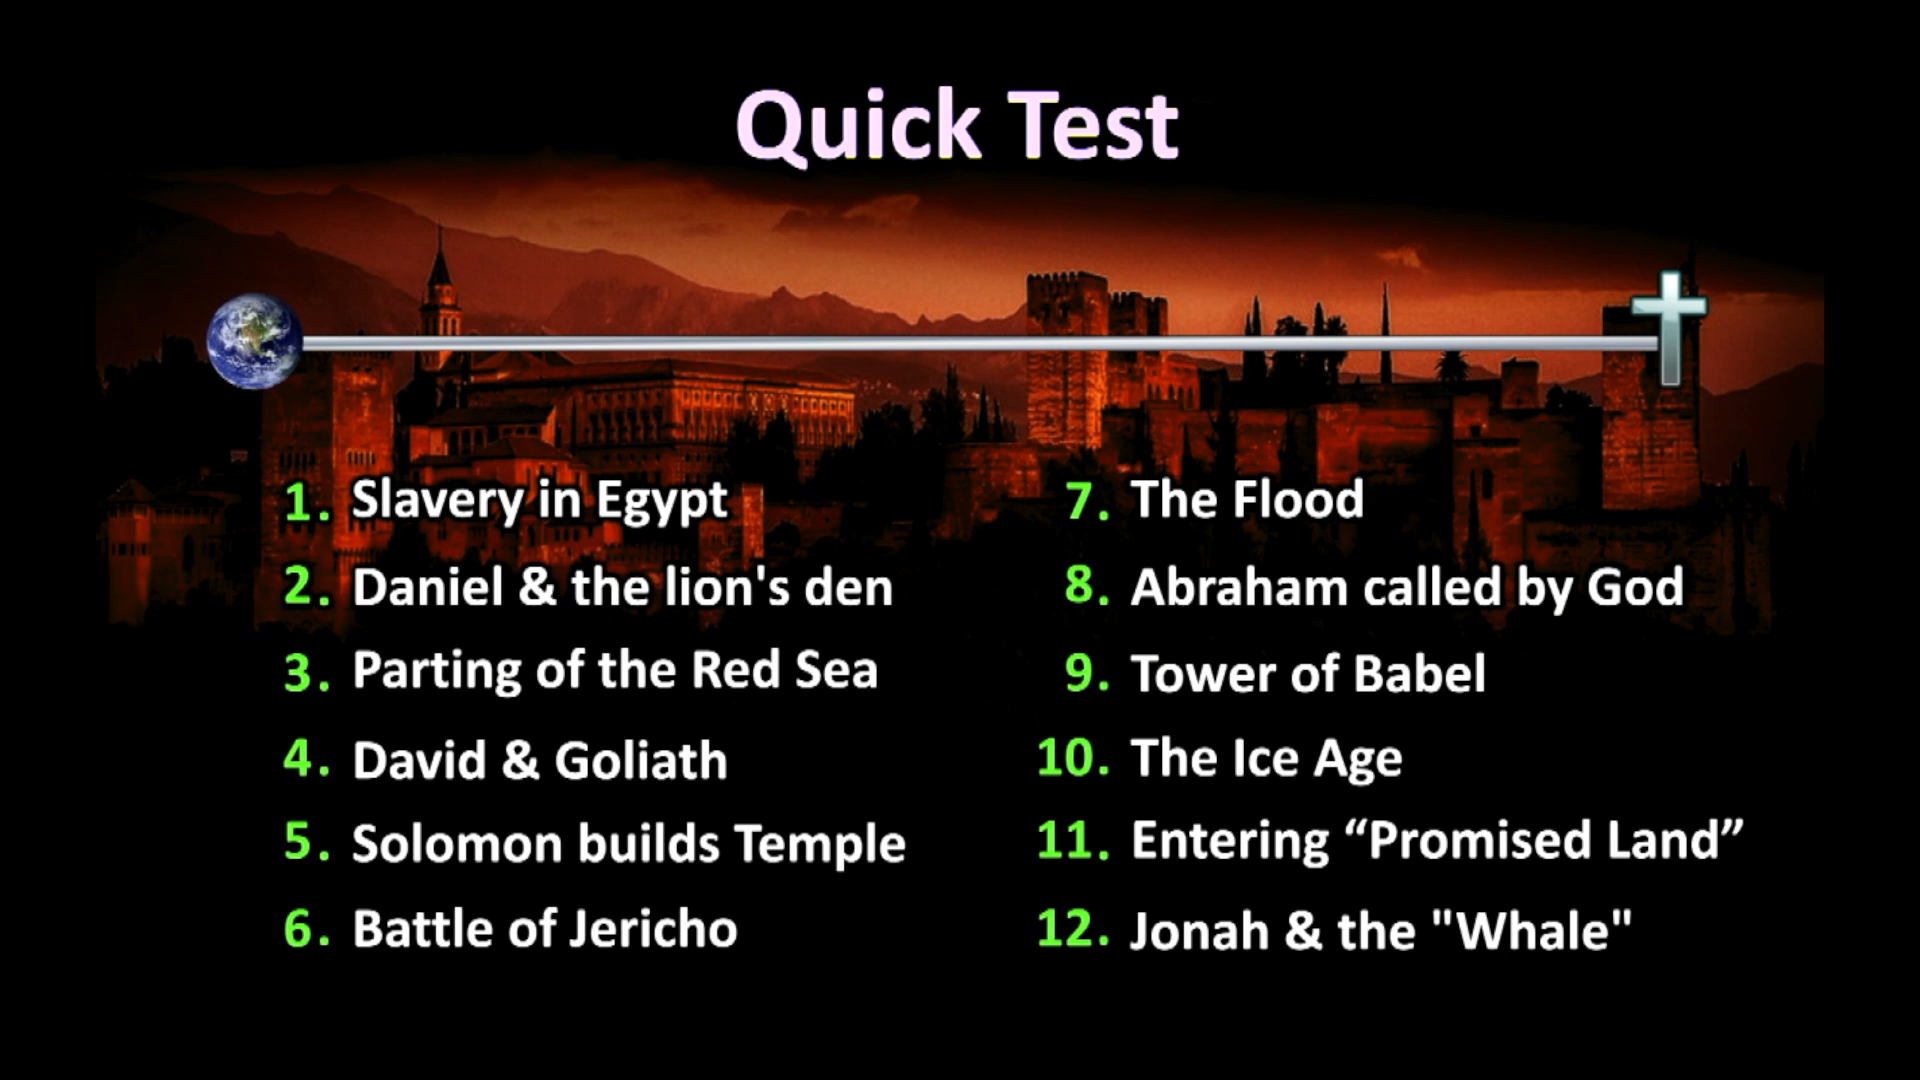 Quick Test
1. Slavery in Egypt
2. Daniel & the lion's den
3. Parting of the Red Sea
4. David & Goliath
5. Solomon builds Temple
6. Battle of Jericho
7. The Flood
8. Abraham called by God
9. Tower of Babel
10. The Ice Age
11. Entering “Promised Land”
12. Jonah & the "Whale"